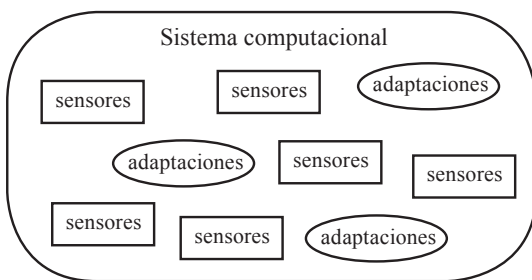 Sistema computacional
sensores
sensores
adaptaciones
adaptaciones
sensores
sensores
sensores
sensores
adaptaciones